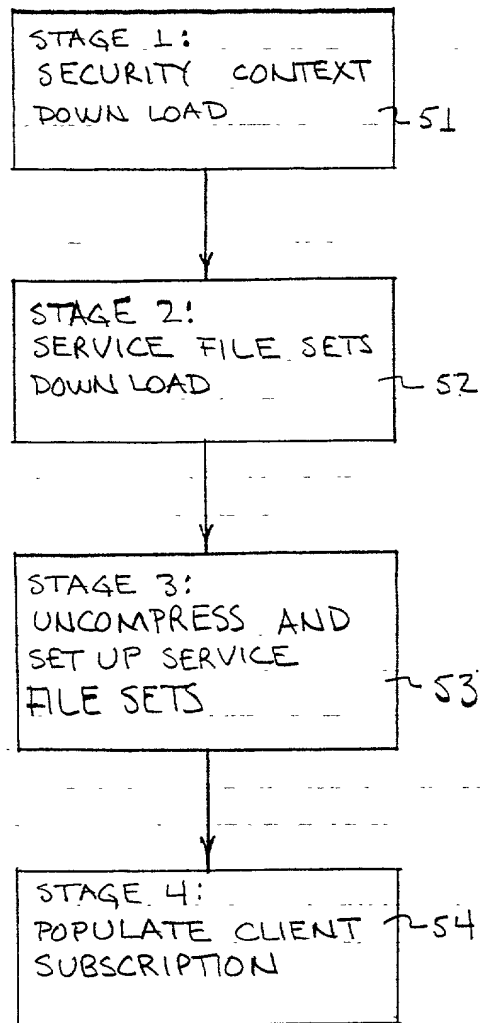 STAGE 1:
SECURITY CONTEXT
DOWN LOAD
51
STAGE 2:
SERVICE FILE SETS
DOWN LOAD
52
STAGE 3:
UNCOMPRESS AND
SET UP SERVICE
FILE SETS
53
STAGE 4:
POPULATE CLIENT
54
SUBSCRIPTION